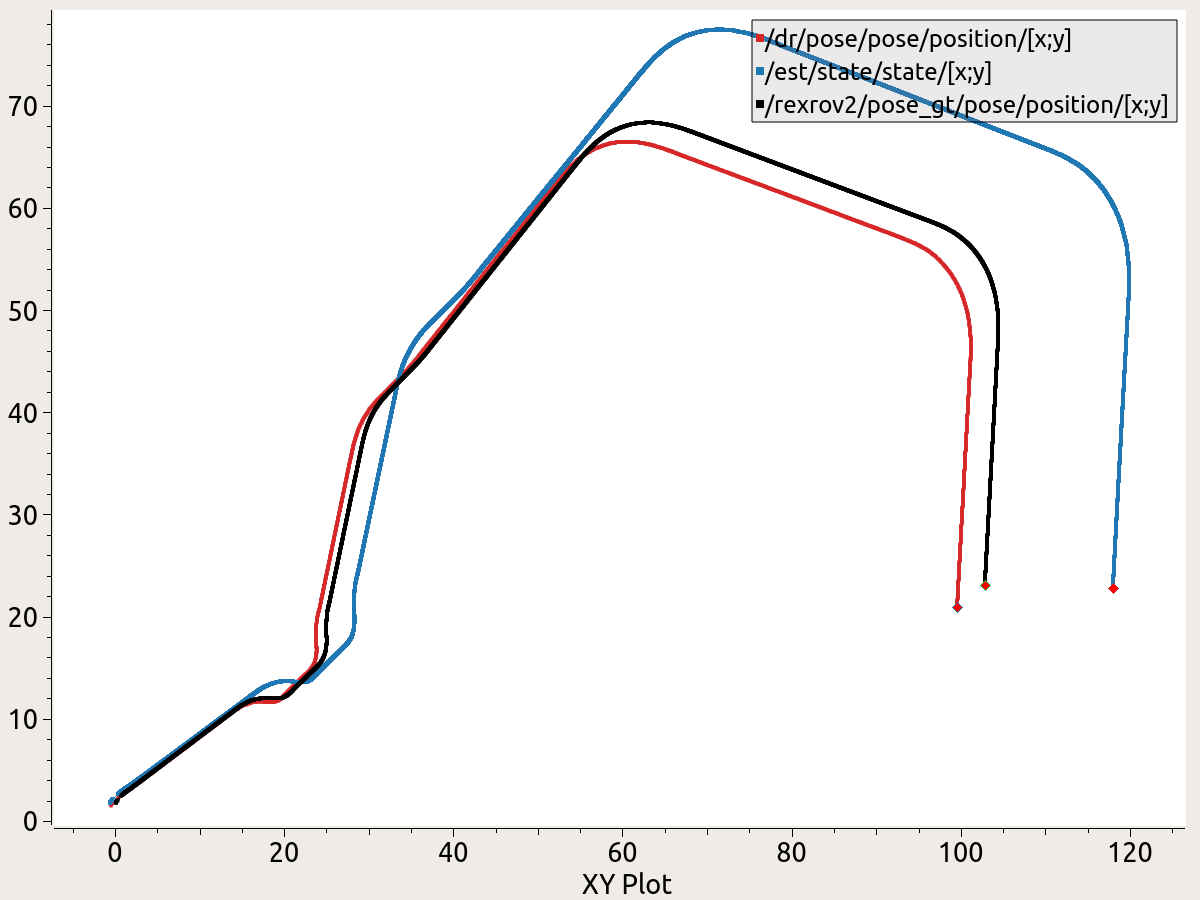 /dr/pose/pose/position/[x;y]
/est/state/state/[x;y]
/rexrov2/pose_gt/pose/position/[x;y]
70
60
50
40
30
20
10
0
0 20 40 60 80 100 120
XY Plot